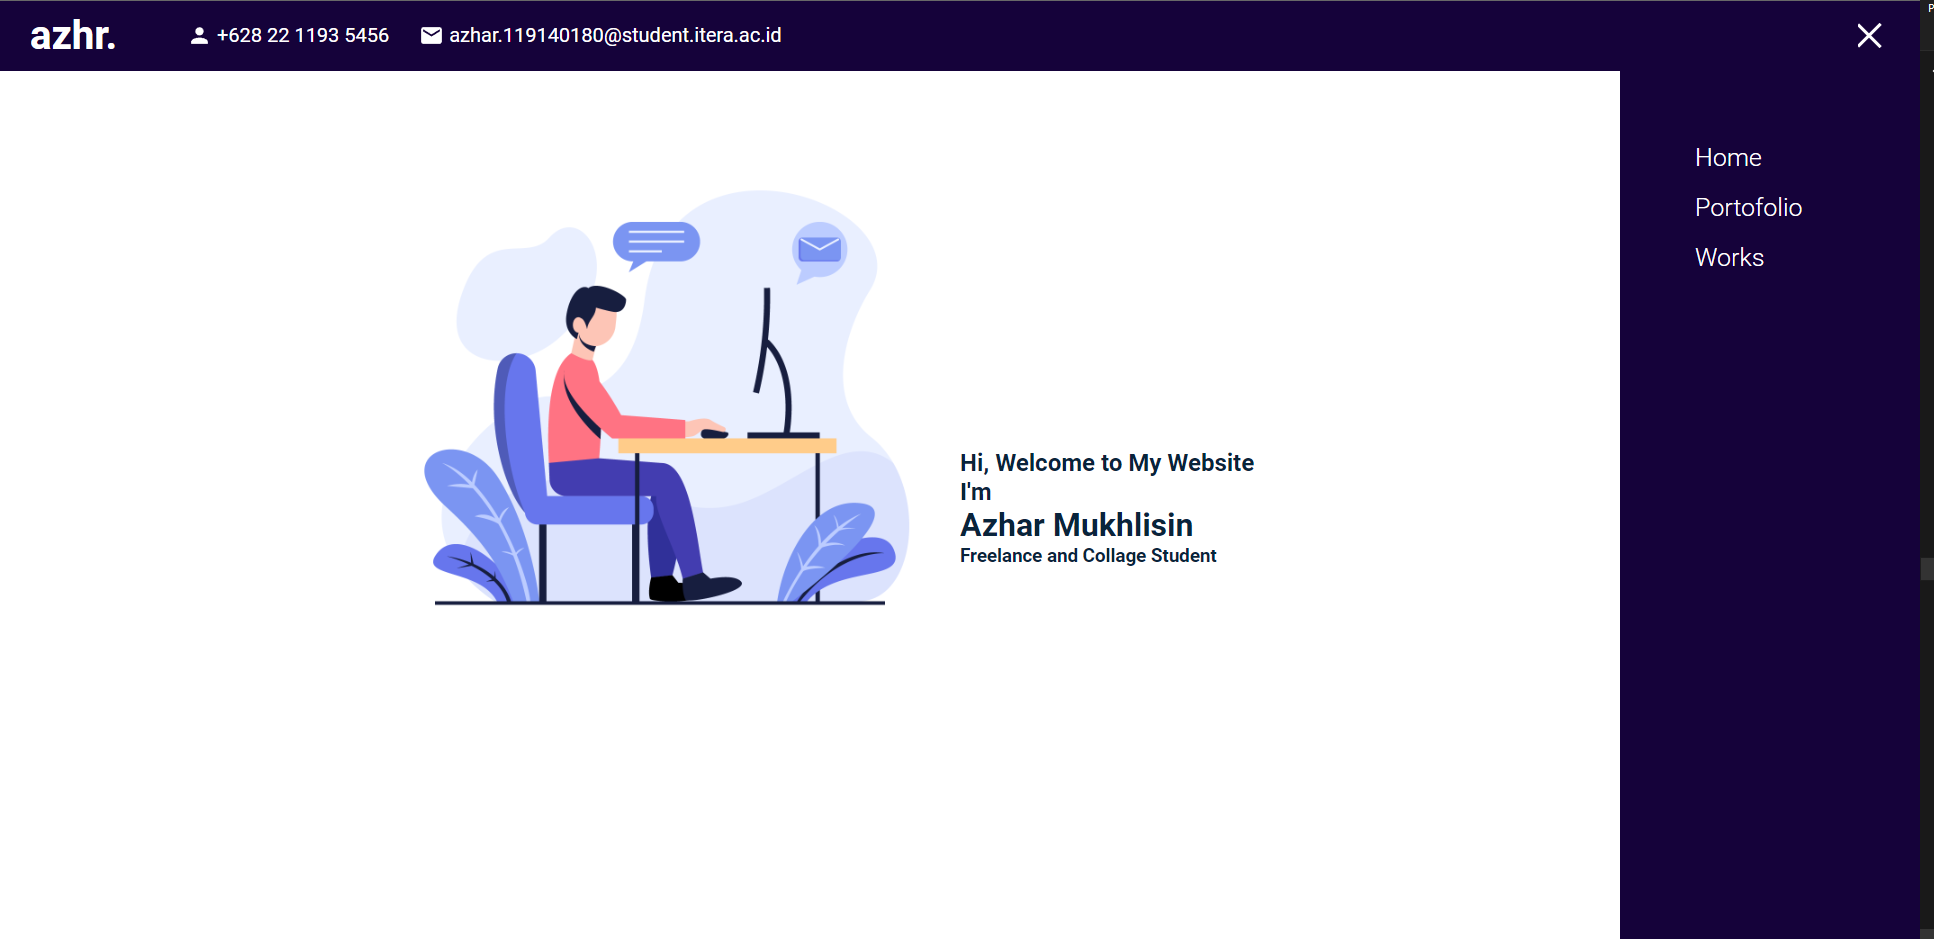 azhr.
+628 22 1193 5456
azhar.119140180@student.itera.ac.id
Home
Portofolio
Works
Hi, Welcome to My Website
I'm
Azhar Mukhlisin
Freelance and Collage Student
P